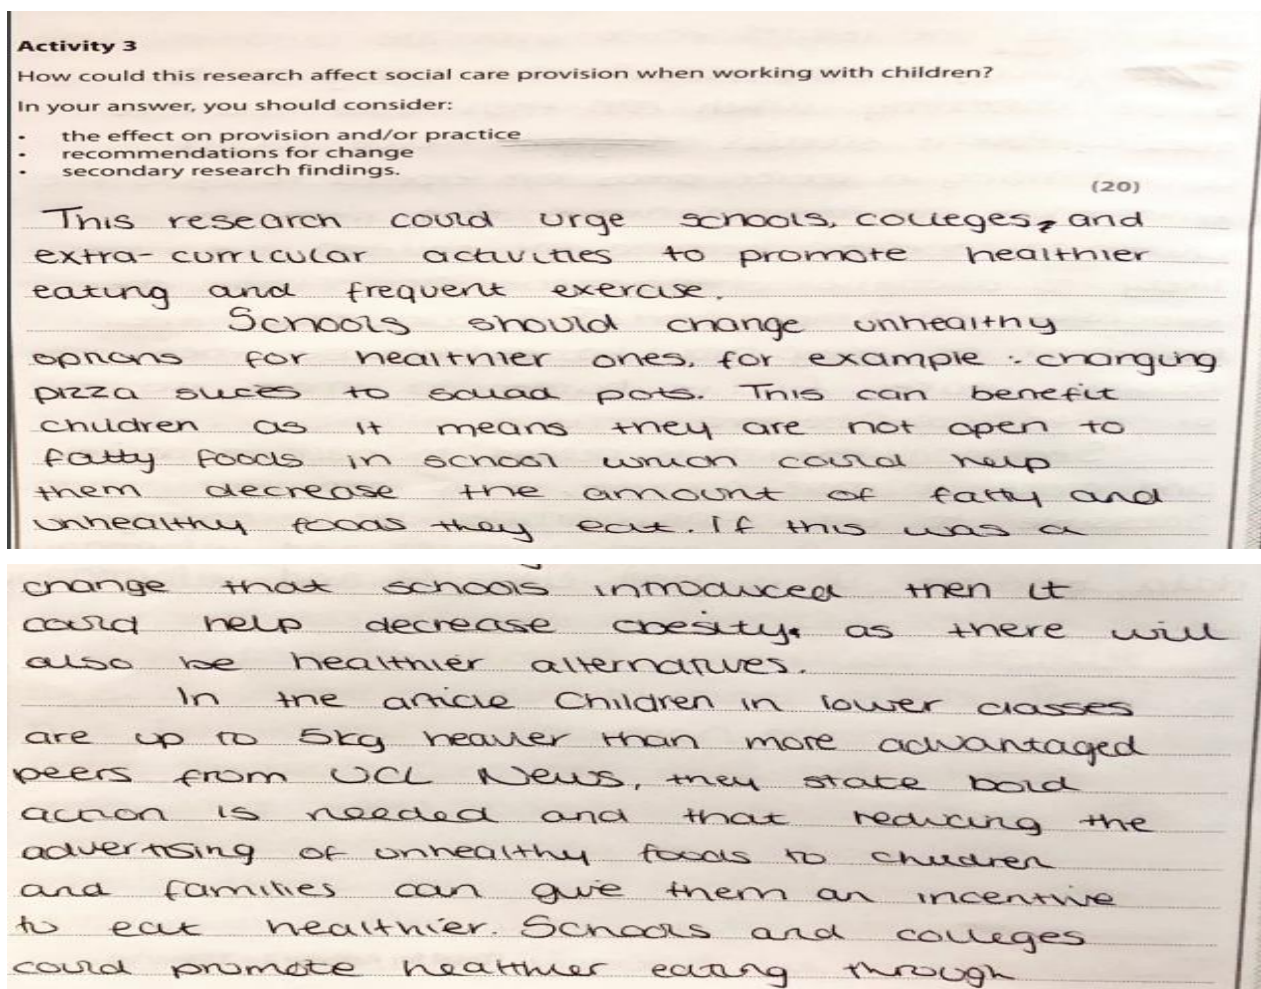 Activity 3
How could this research affect social care provision when working with children?
In your answer, you should consider:
• the effect on provision and/or practice
• recommendations for change
• secondary research findings.
(20)
This research could urge schools, colleges, and
extra-curricular activities to promote healthier
eating and frequent exercise.
Schools should change unhealthy
options for healthier ones, for example : changing
pizza slices to salad pots. This can benefit
children as it means they are not open to
fatty foods in school which could help
them decrease the amount of fatty and
unhealthy foods they eat. If this was a
change that schools introduced then it
could help decrease obesity, as there will
also be healthier alternatives.
In the article Children in lower classes
are up to 5kg heavier than more advantaged
peers from UCL News, they state bold
action is needed and that reducing the
advertising of unhealthy foods to children
and families can give them an incentive
to eat healthier. Schools and colleges
could promote healthier eating through